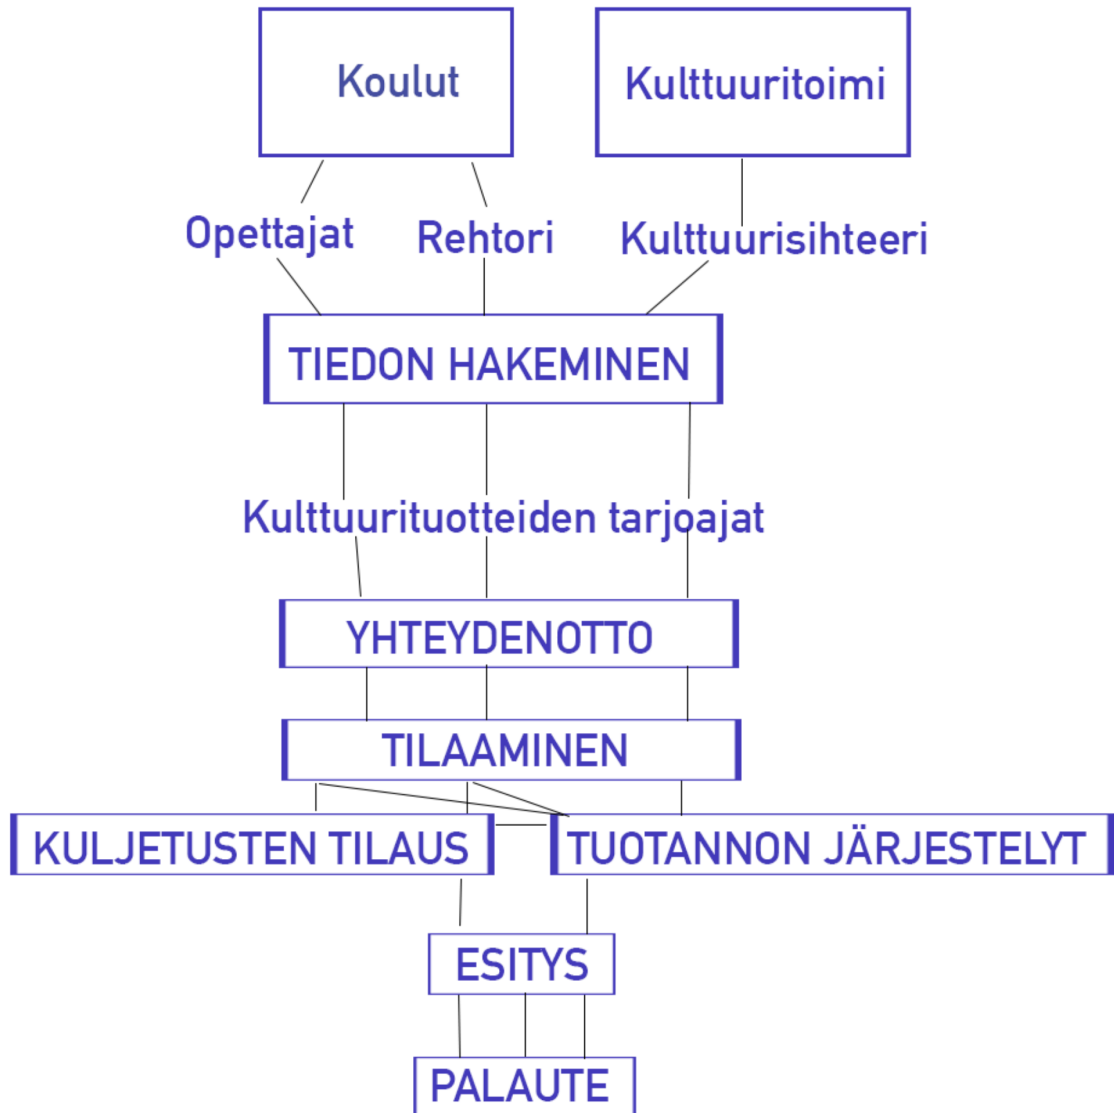 Koulut
Kulttuuritoimi
Opettajat
Rehtori
Kulttuurisihteeri
TIEDON HAKEMINEN
Kulttuurituotteiden tarjoajat
YHTEYDENOTTO
TILAAMINEN
KULJETUSTEN TILAUS
TUOTANNON JÄRJESTELYT
ESITYS
PALAUTE